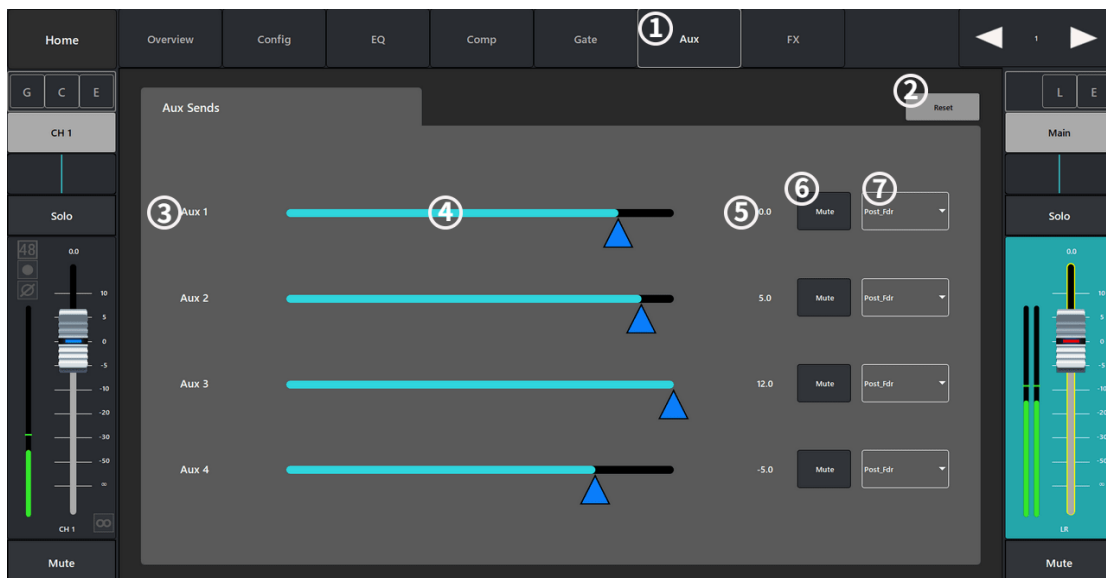 Home Overview Config EQ Comp Gate ① Aux FX 1
G C E
CH 1
Solo
48
0.0
10
5
0
-5
-10
-20
-30
-50
∞
CH 1
Mute
Aux Sends
② Reset
③ Aux 1 ④ ⑤ 0.0 ⑥ Mute ⑦ Post_Fdr
Aux 2 5.0 Mute Post_Fdr
Aux 3 12.0 Mute Post_Fdr
Aux 4 -5.0 Mute Post_Fdr
L E
Main
Solo
0.0
10
5
0
-5
-10
-20
-30
-50
∞
LR
Mute